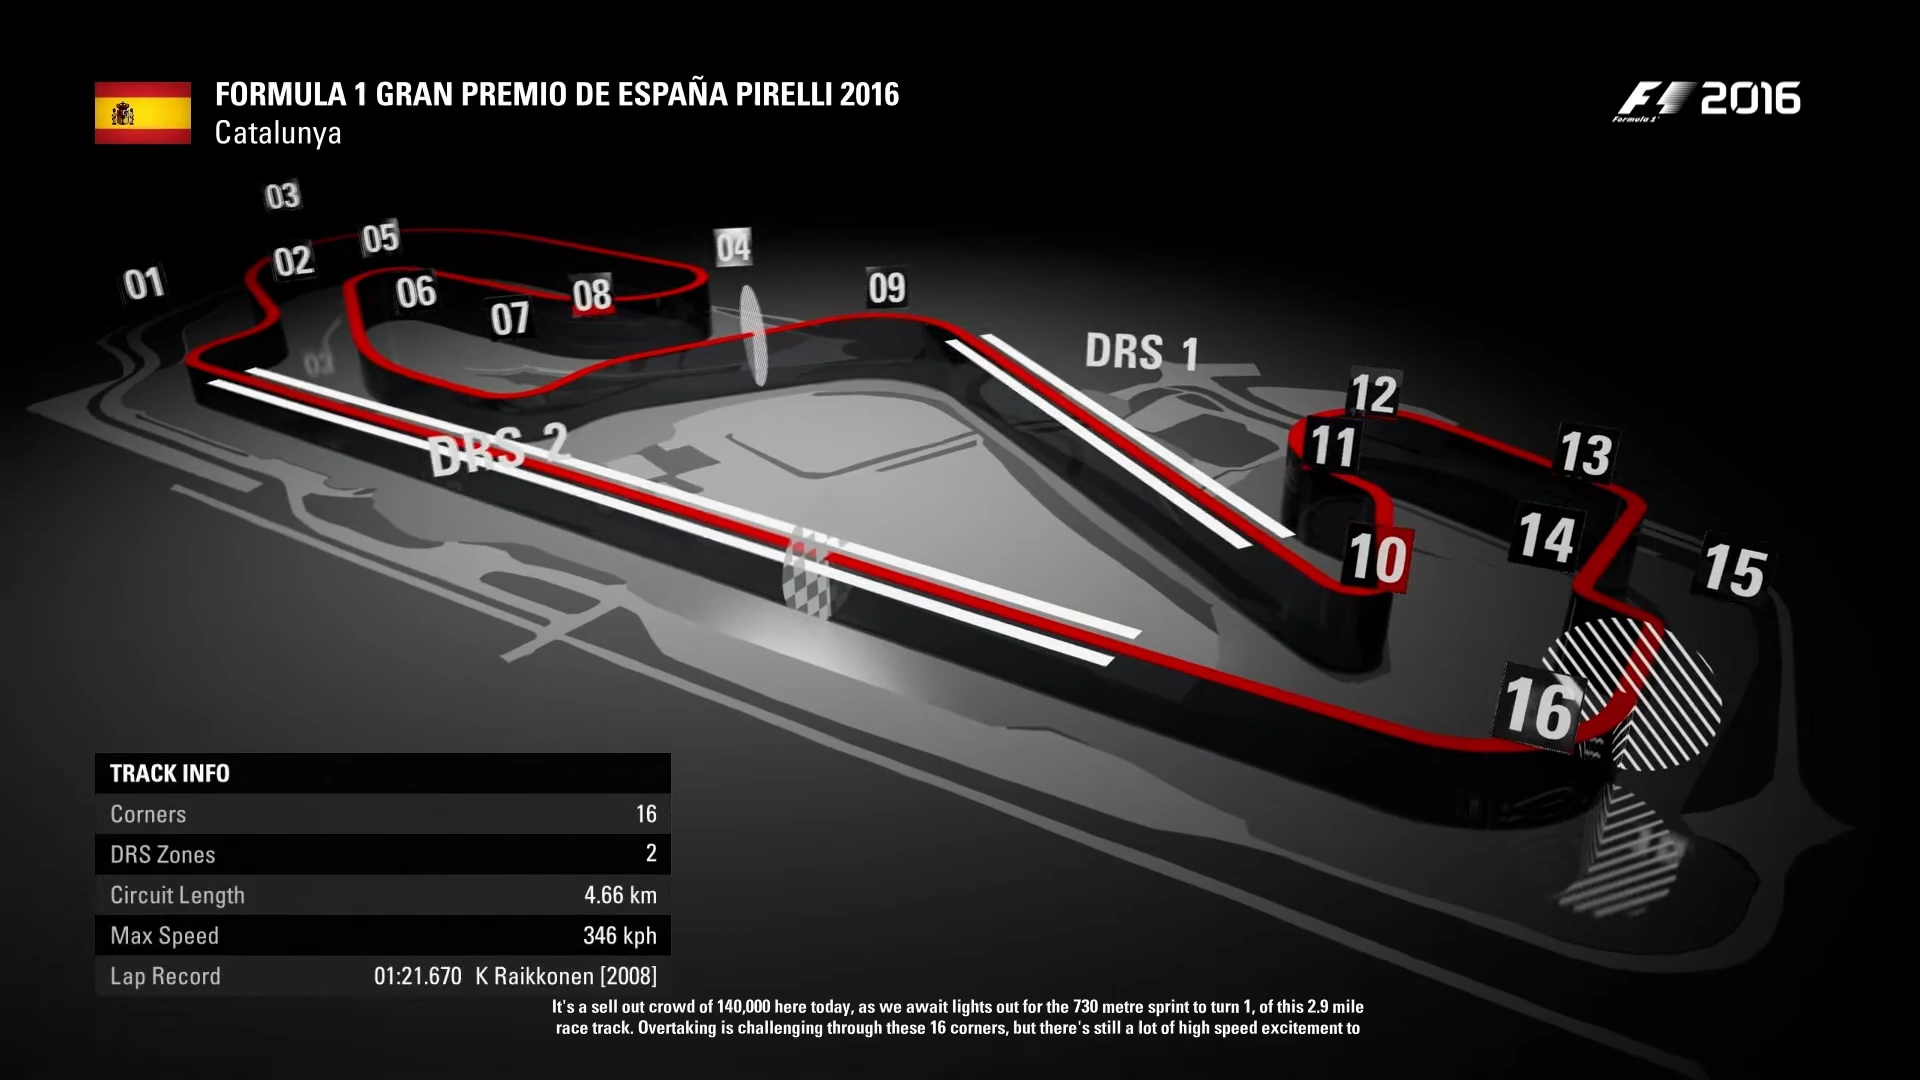 FORMULA 1 GRAN PREMIO DE ESPAÑA PIRELLI 2016
Catalunya
F1 2016
Formula 1
03
05
04
02
01
06
08
09
07
DRS 1
03
12
11
13
DRS 2
10
14
15
16
TRACK INFO
Corners 16
DRS Zones 2
Circuit Length 4.66 km
Max Speed 346 kph
Lap Record 01:21.670 K Raikkonen [2008]
It's a sell out crowd of 140,000 here today, as we await lights out for the 730 metre sprint to turn 1, of this 2.9 mile
race track. Overtaking is challenging through these 16 corners, but there's still a lot of high speed excitement to